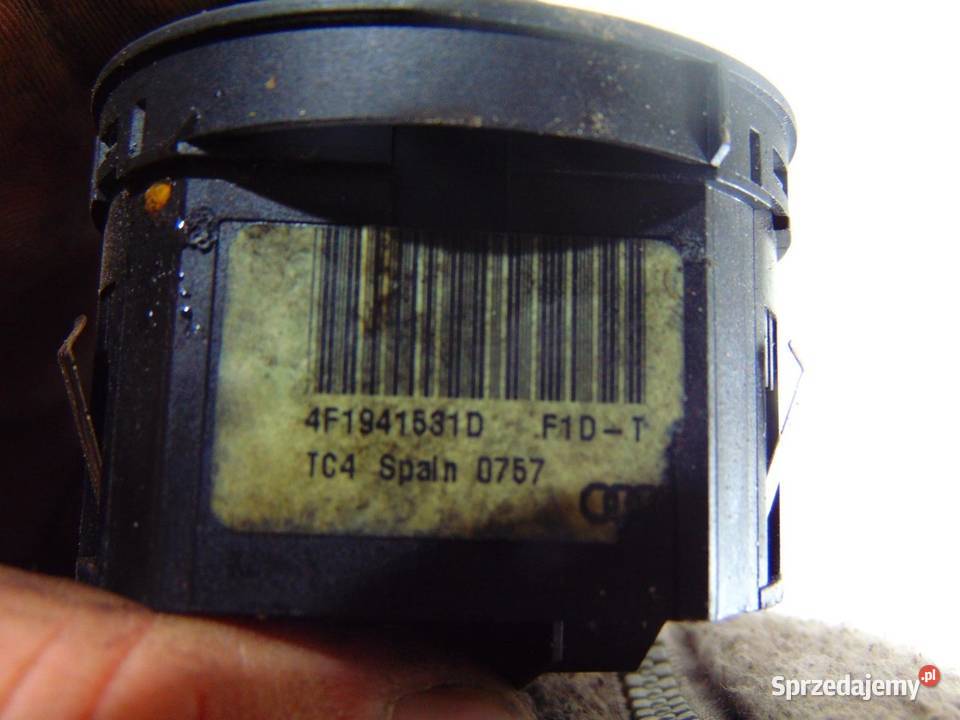 4F1941531D F1D-T
TC4 Spain 0757
Sprzedajemy.pl